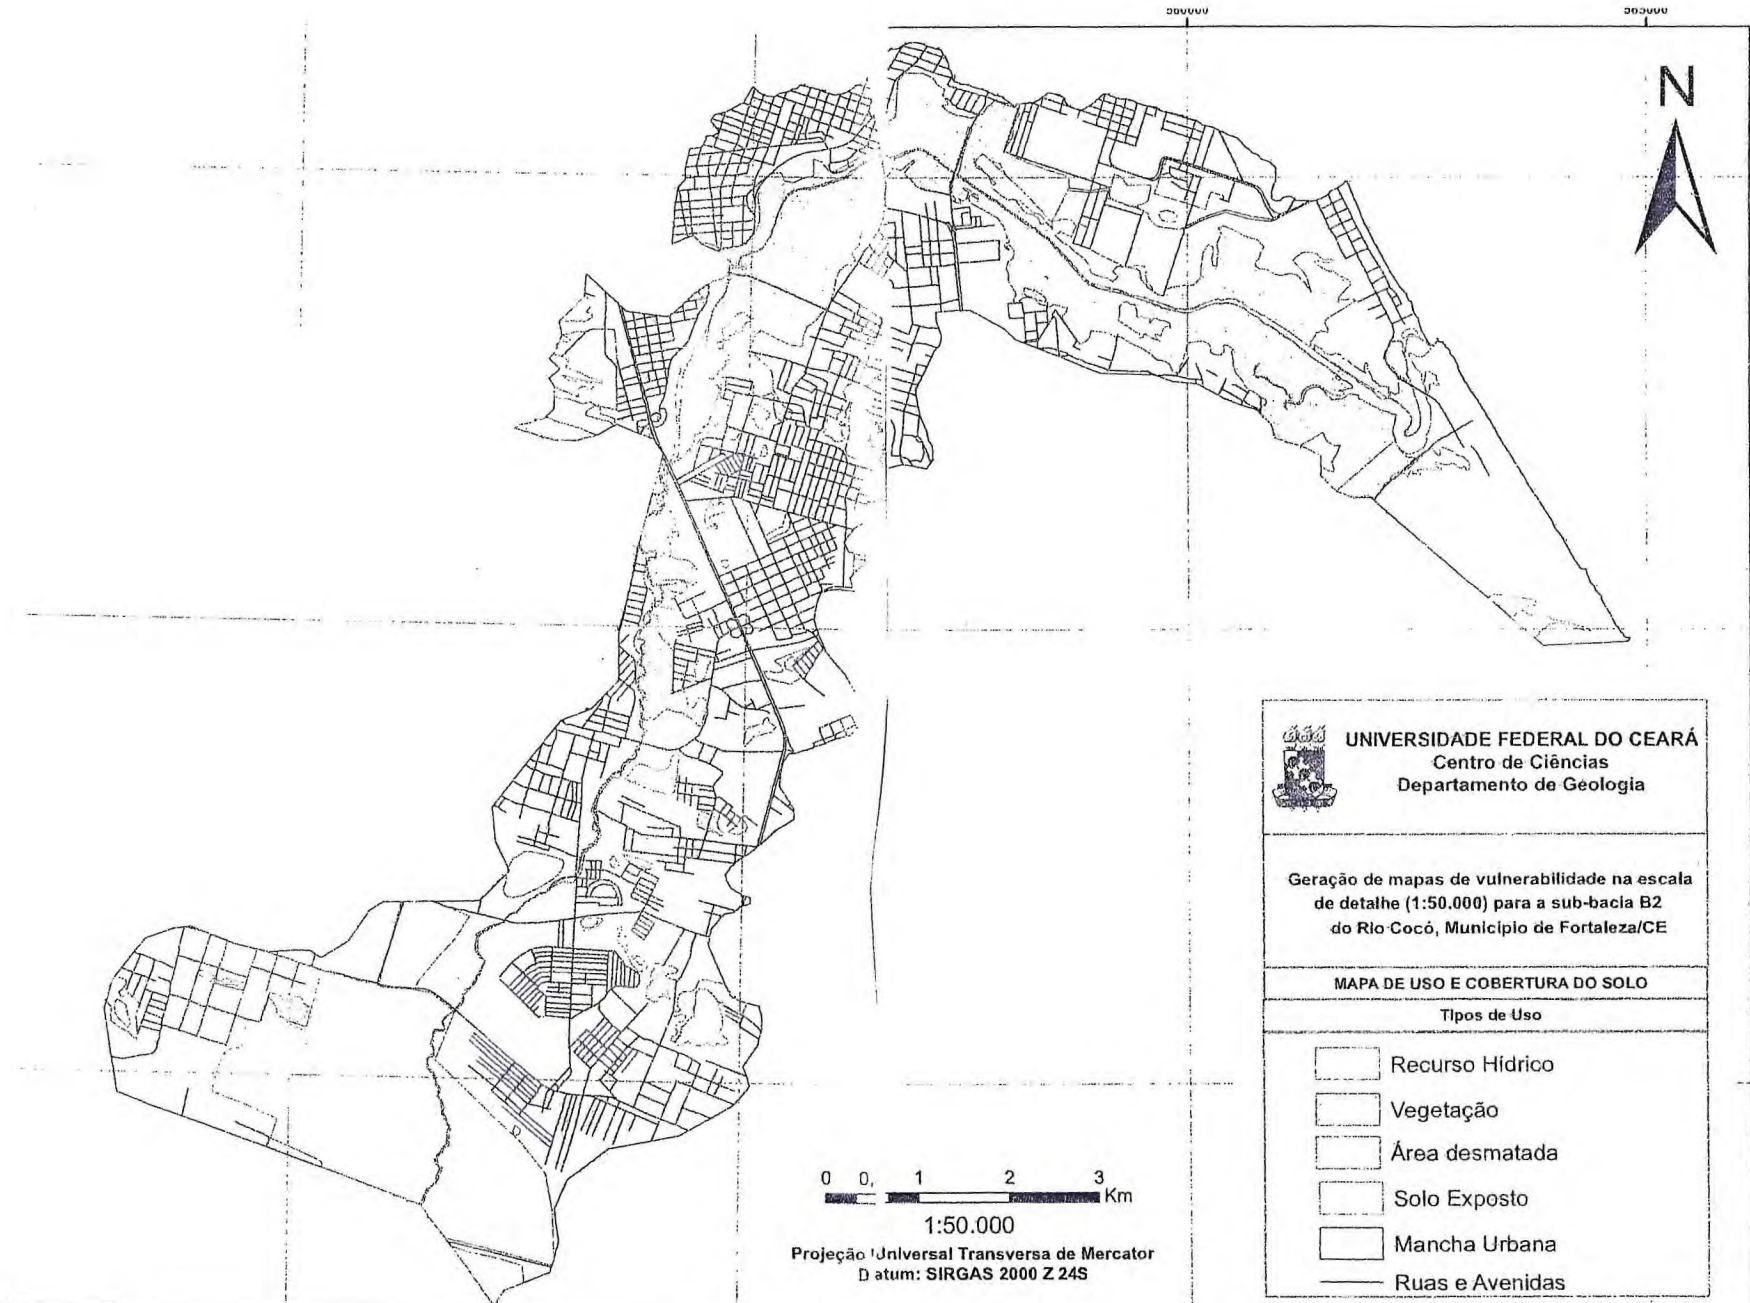 560000
565000
N
UNIVERSIDADE FEDERAL DO CEARÁ
Centro de Ciências
Departamento de Geologia
Geração de mapas de vulnerabilidade na escala
de detalhe (1:50.000) para a sub-bacia B2
do Rio Cocó, Município de Fortaleza/CE
MAPA DE USO E COBERTURA DO SOLO
Tipos de Uso
Recurso Hídrico
Vegetação
Área desmatada
Solo Exposto
Mancha Urbana
Ruas e Avenidas
0 0, 1 2 3
Km
1:50.000
Projeção Universal Transversa de Mercator
Datum: SIRGAS 2000 Z 24S